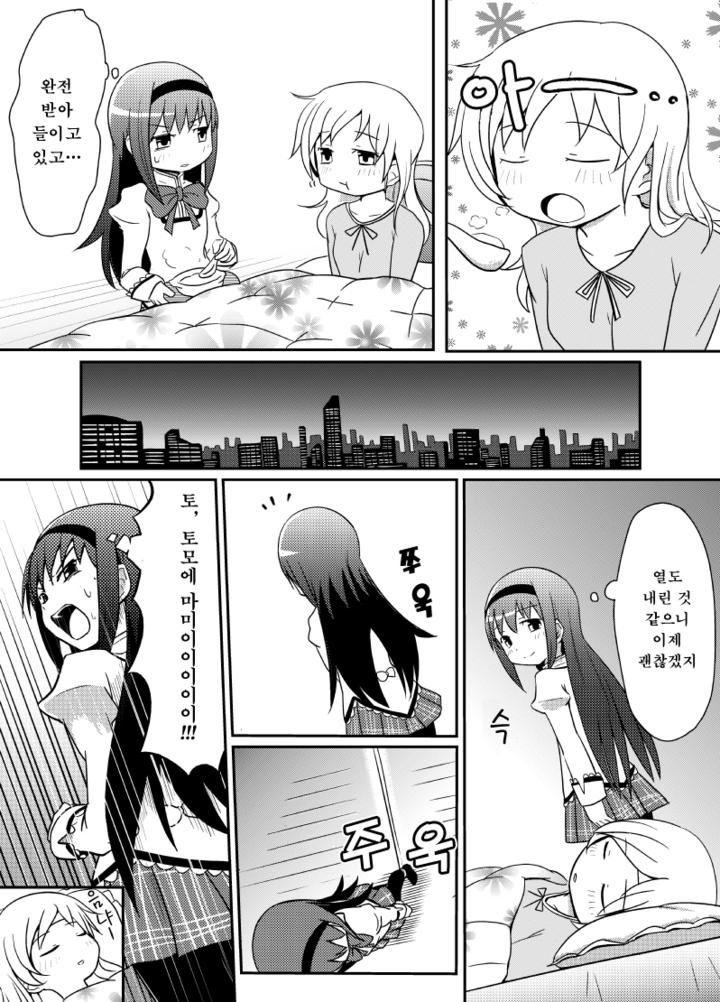 아ー...
완전
받아
들이고
있고…
열도
내린 것
같으니
이제
괜찮겠지
슥
쭈욱
주욱
토, 토모에 마미이이이이이이!!!